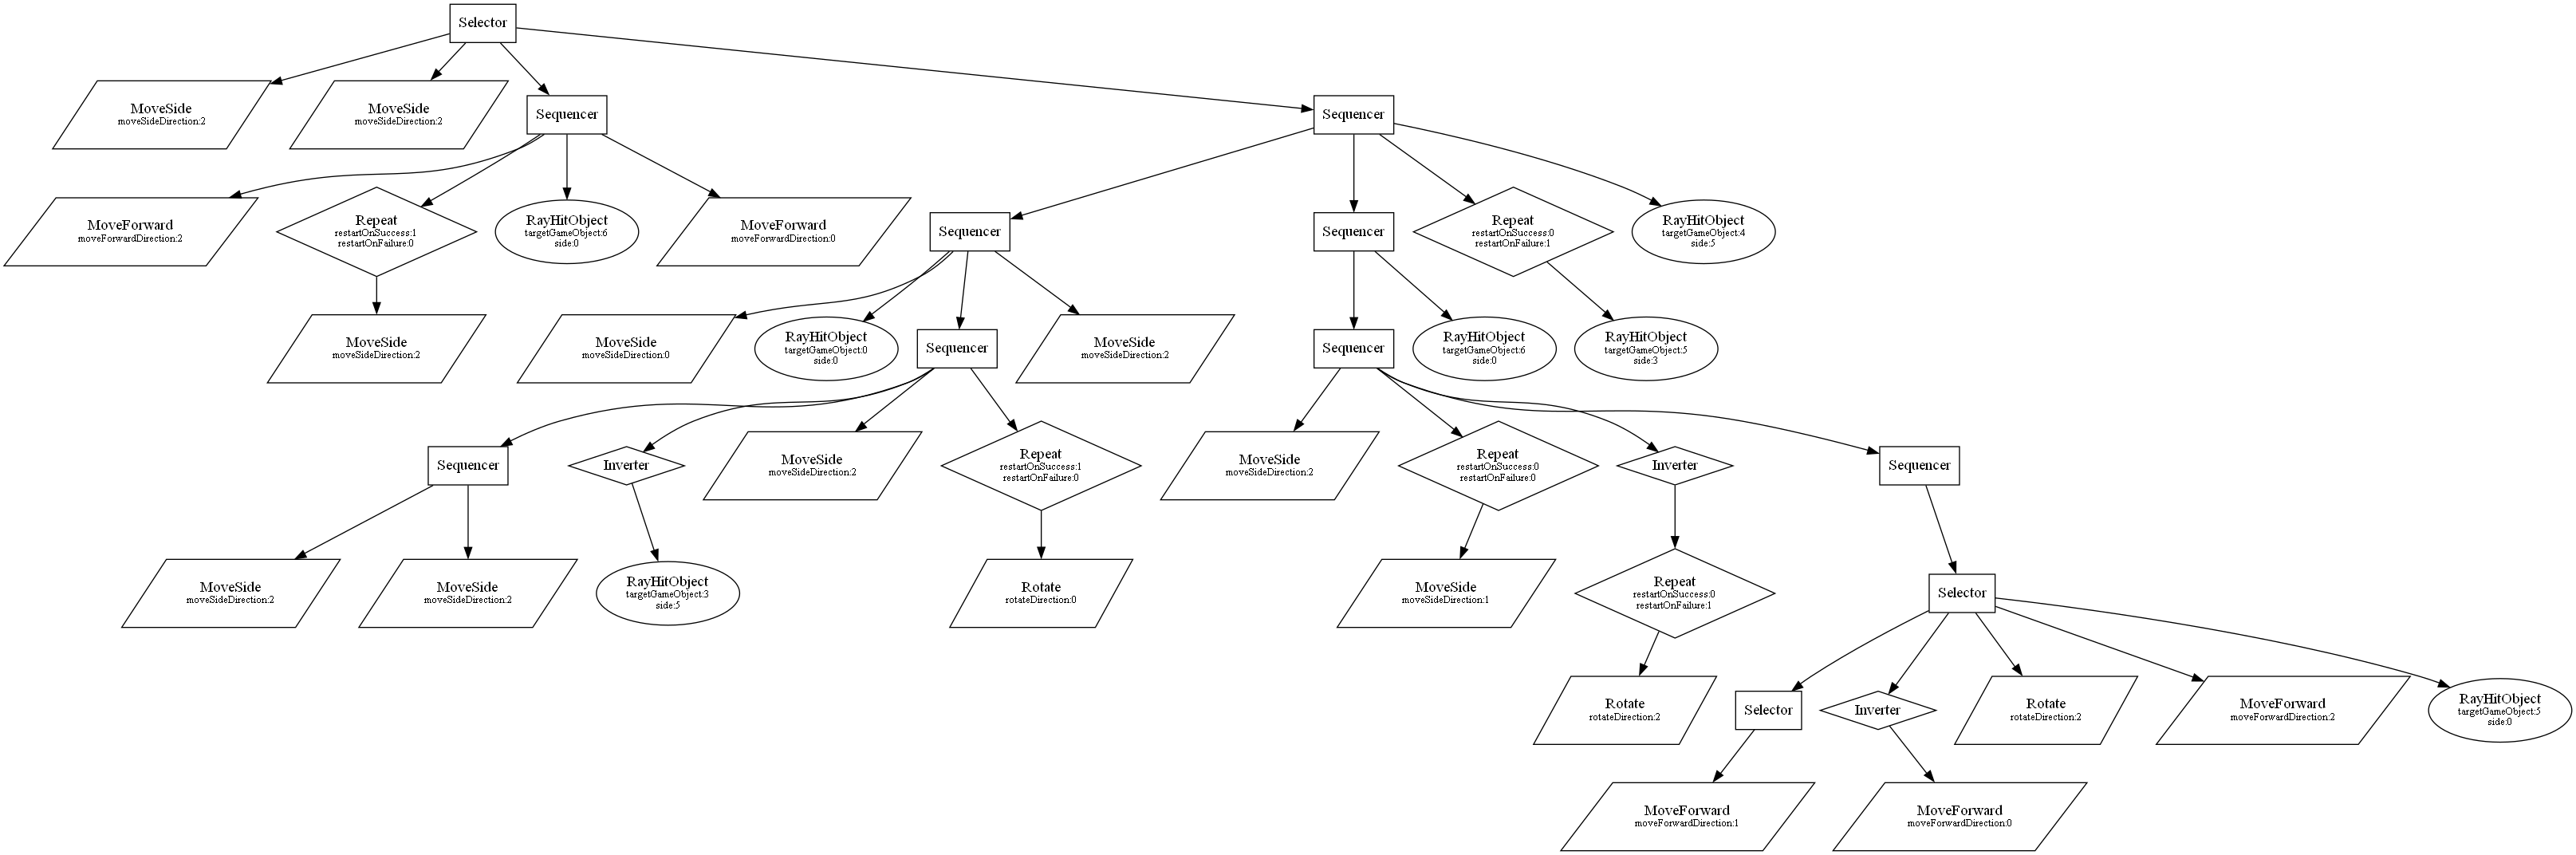 Selector
MoveSide
moveSideDirection:2
MoveSide
moveSideDirection:2
Sequencer
Sequencer
MoveForward
moveForwardDirection:2
Repeat
restartOnSuccess:1
restartOnFailure:0
RayHitObject
targetGameObject:6
side:0
MoveForward
moveForwardDirection:0
Sequencer
Sequencer
Repeat
restartOnSuccess:0
restartOnFailure:1
RayHitObject
targetGameObject:4
side:5
MoveSide
moveSideDirection:2
MoveSide
moveSideDirection:0
RayHitObject
targetGameObject:0
side:0
Sequencer
MoveSide
moveSideDirection:2
Sequencer
RayHitObject
targetGameObject:6
side:0
RayHitObject
targetGameObject:5
side:3
Sequencer
Inverter
MoveSide
moveSideDirection:2
Repeat
restartOnSuccess:1
restartOnFailure:0
MoveSide
moveSideDirection:2
Repeat
restartOnSuccess:0
restartOnFailure:0
Inverter
Sequencer
MoveSide
moveSideDirection:2
MoveSide
moveSideDirection:2
RayHitObject
targetGameObject:3
side:5
Rotate
rotateDirection:0
MoveSide
moveSideDirection:1
Repeat
restartOnSuccess:0
restartOnFailure:1
Selector
Rotate
rotateDirection:2
Selector
Inverter
Rotate
rotateDirection:2
MoveForward
moveForwardDirection:2
RayHitObject
targetGameObject:5
side:0
MoveForward
moveForwardDirection:1
MoveForward
moveForwardDirection:0